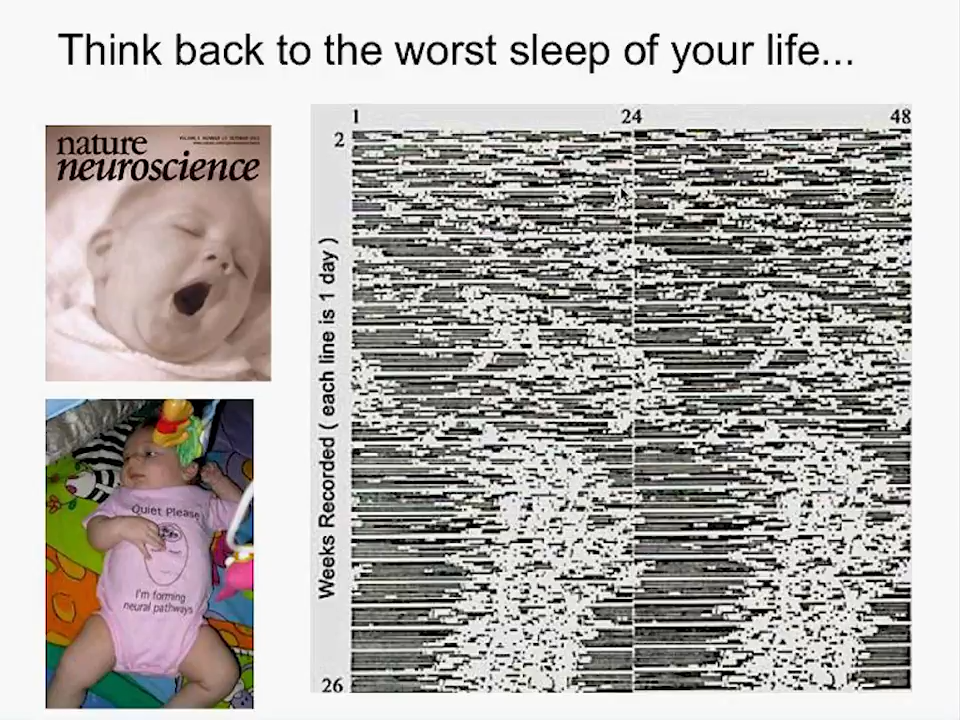 Think back to the worst sleep of your life...
nature
neuroscience
1 24 48
2
Weeks Recorded ( each line is 1 day )
26
Quiet Please
I'm forming
neural pathways